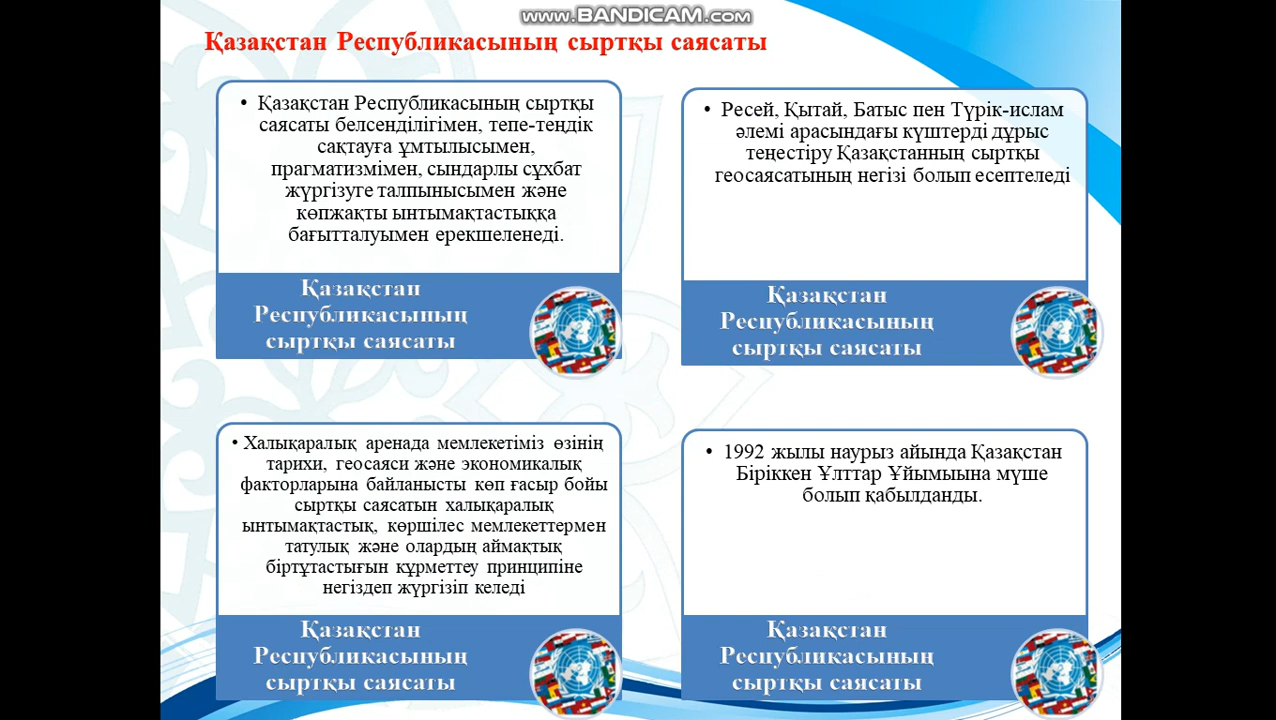 www.BANDICAM.com
Қазақстан Республикасының сыртқы саясаты
• Қазақстан Республикасының сыртқы
саясаты белсенділігімен, тепе-теңдік
сақтауға ұмтылысымен,
прагматизмімен, сындарлы сұхбат
жүргізуге талпынысымен және
көпжақты ынтымақтастыққа
бағытталуымен ерекшеленеді.
Қазақстан
Республикасының
сыртқы саясаты
• Ресей, Қытай, Батыс пен Түрік-ислам
әлемі арасындағы күштерді дұрыс
теңестіру Қазақстанның сыртқы
геосаясатының негізі болып есептеледі
Қазақстан
Республикасының
сыртқы саясаты
• Халықаралық аренада мемлекетіміз өзінің
тарихи, геосаяси және экономикалық
факторларына байланысты көп ғасыр бойы
сыртқы саясатын халықаралық
ынтымақтастық, көршілес мемлекеттермен
татулық және олардың аймақтық
біртұтастығын құрметтеу принципіне
негіздеп жүргізіп келеді
Қазақстан
Республикасының
сыртқы саясаты
• 1992 жылы наурыз айында Қазақстан
Біріккен Ұлттар Ұйымыына мүше
болып қабылданды.
Қазақстан
Республикасының
сыртқы саясаты